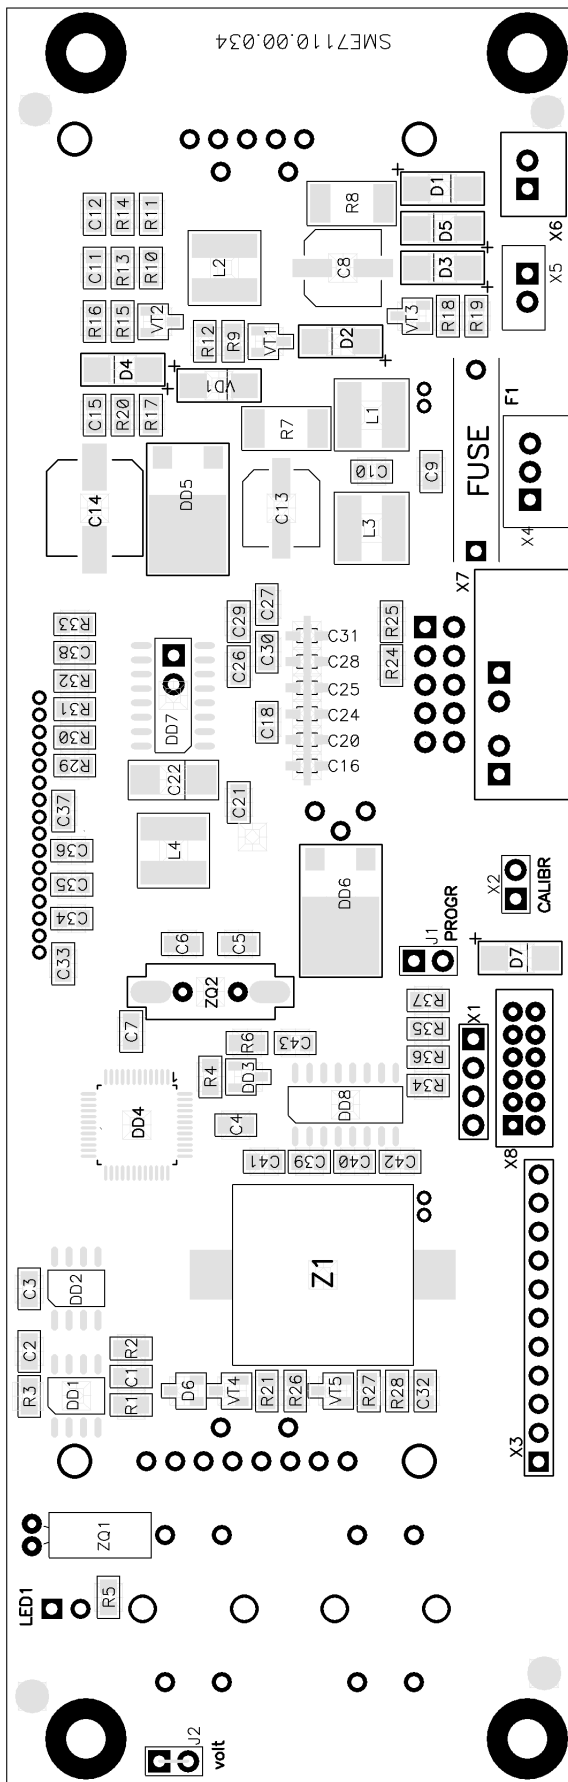 SME7110.00.034
D1
R8
X6
C12
R14
R11
D5
L2
C8
D3
X5
C11
R13
R10
R16
R15
VT2
R12
R9
VT1
D2
VT3
R18
R19
D4
VD1
F1
C15
R20
R17
R7
L1
FUSE
C10
C9
C14
DD5
C13
L3
X4
X7
R33
C29
C27
R25
C31
C38
C26
C30
R24
C28
R32
C25
R31
DD7
C18
C24
R30
C20
R29
C16
C22
C37
C21
L4
C36
X2
CALIBR
C35
DD6
J1
PROGR
C34
C6
C5
D7
C33
ZQ2
R37
X1
C7
R35
R6
C43
R36
R4
DD3
R34
DD4
C4
DD8
X8
C41
C39
C40
C42
Z1
C3
DD2
C2
R2
R3
DD1
C1
R1
D6
VT4
R21
R26
VT5
R27
R28
C32
X3
ZQ1
LED1
R5
J2
volt